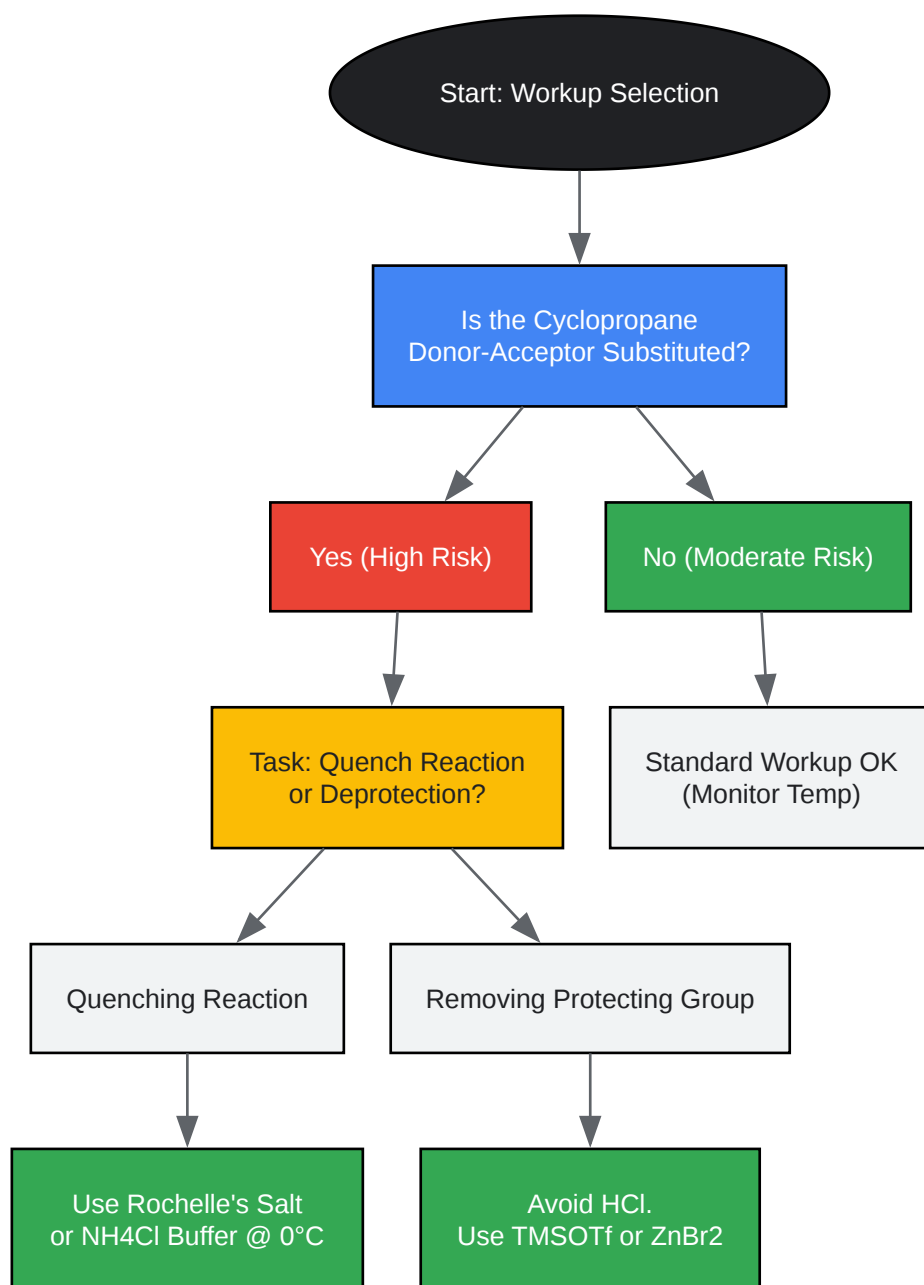 Start: Workup Selection
Is the Cyclopropane
Donor-Acceptor Substituted?
Yes (High Risk)
No (Moderate Risk)
Task: Quench Reaction
or Deprotection?
Standard Workup OK
(Monitor Temp)
Quenching Reaction
Removing Protecting Group
Use Rochelle's Salt
or NH4Cl Buffer @ 0°C
Avoid HCl.
Use TMSOTf or ZnBr2